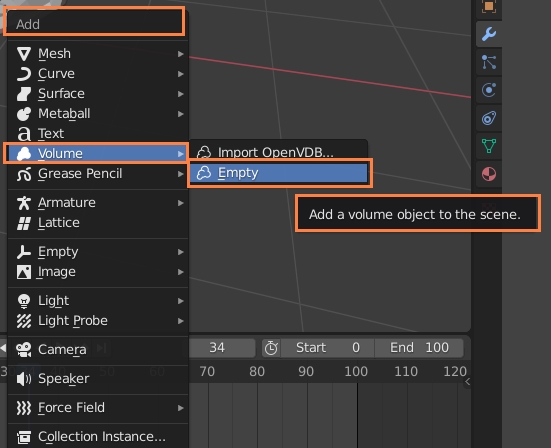 Add
Mesh
Curve
Surface
Metaball
Text
Volume
Import OpenVDB...
Grease Pencil
Empty
Armature
Add a volume object to the scene.
Lattice
Empty
Image
Light
Light Probe
34 Start 0 End 100
Camera
70 80 90 100 110 120
Speaker
Force Field
Collection Instance...